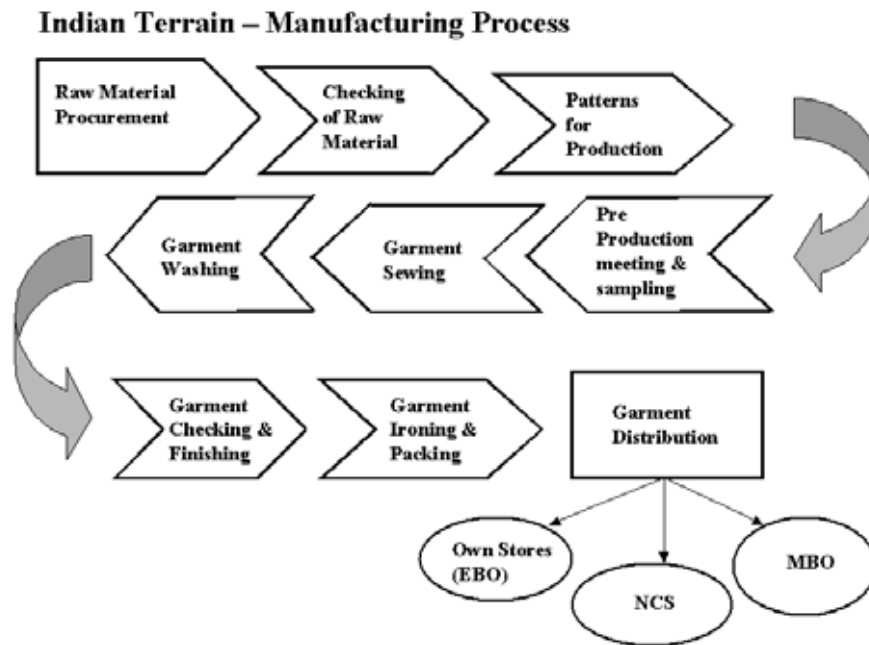 Indian Terrain – Manufacturing Process
Raw Material
Procurement
Checking
of Raw
Material
Patterns
for
Production
Pre
Production
meeting &
sampling
Garment
Sewing
Garment
Washing
Garment
Checking &
Finishing
Garment
Ironing &
Packing
Garment
Distribution
Own Stores
(EBO)
NCS
MBO